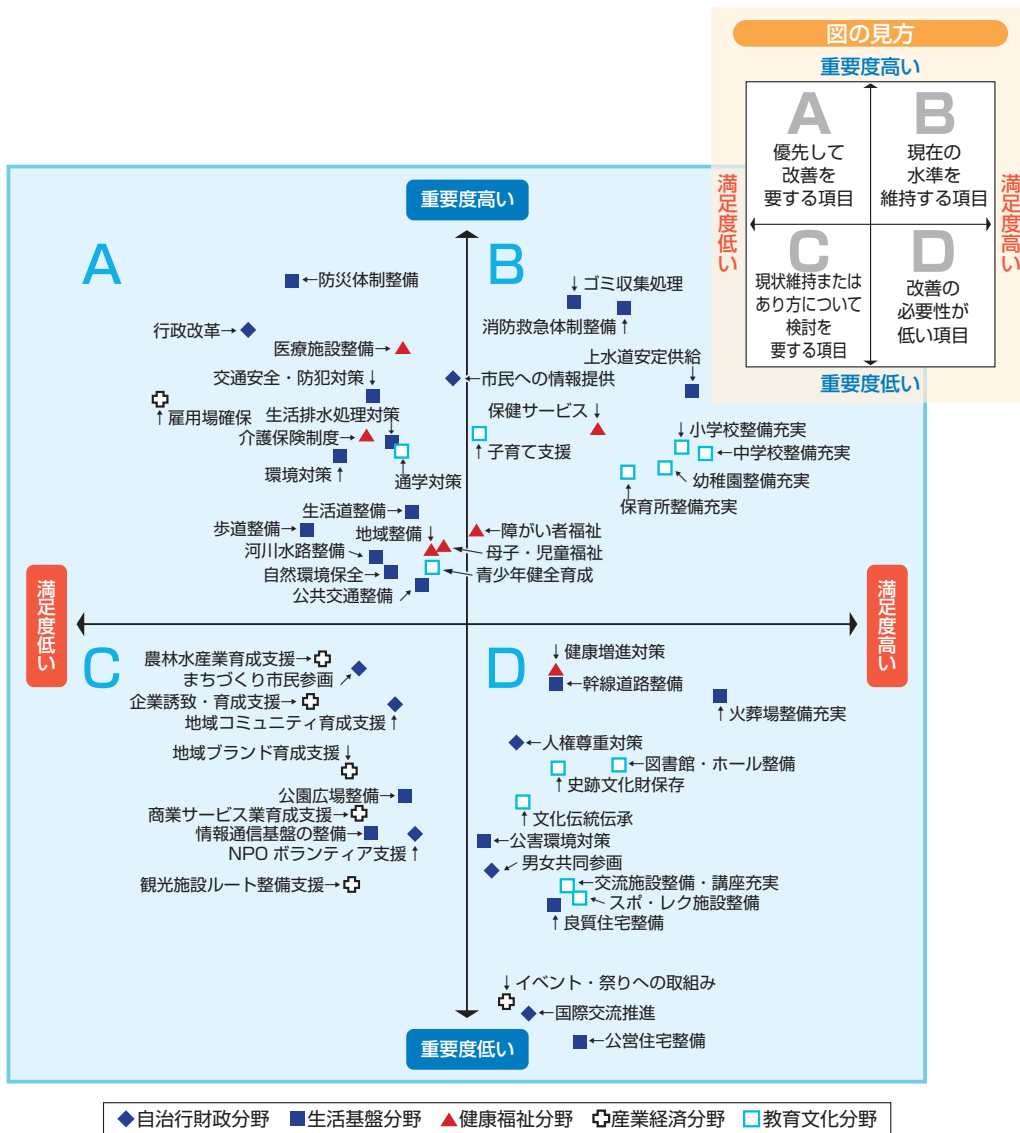 図の見方
重要度高い
満足度低い
満足度高い
A
優先して
改善を
要する項目
B
現在の
水準を
維持する項目
C
現状維持または
あり方について
検討を
要する項目
D
改善の
必要性が
低い項目
重要度低い
重要度高い
A
B
←防災体制整備
↓ゴミ収集処理
消防救急体制整備↑
行政改革→
医療施設整備→
上水道安定供給
↓
交通安全・防犯対策↓
←市民への情報提供
↑雇用場確保
生活排水処理対策
↓
保健サービス↓
介護保険制度→
↓小学校整備充実
環境対策↑
↑
通学対策
↑子育て支援
←中学校整備充実
幼稚園整備充実
↑
保育所整備充実
生活道整備→
歩道整備→
地域整備↓
←障がい者福祉
河川水路整備
母子・児童福祉
自然環境保全→
青少年健全育成
公共交通整備
満足度低い
満足度高い
C
D
農林水産業育成支援→
↓健康増進対策
まちづくり市民参画
←幹線道路整備
企業誘致・育成支援→
↑火葬場整備充実
地域コミュニティ育成支援↑
←人権尊重対策
地域ブランド育成支援↓
←図書館・ホール整備
↑史跡文化財保存
公園広場整備→
商業サービス業育成支援→
↑文化伝統伝承
情報通信基盤の整備→
←公害環境対策
NPO ボランティア支援↑
男女共同参画
観光施設ルート整備支援→
←交流施設整備・講座充実
スポ・レク施設整備
↑良質住宅整備
↓イベント・祭りへの取組み
←国際交流推進
重要度低い
←公営住宅整備
◆自治行財政分野 ■生活基盤分野 ▲健康福祉分野 産業経済分野 □教育文化分野